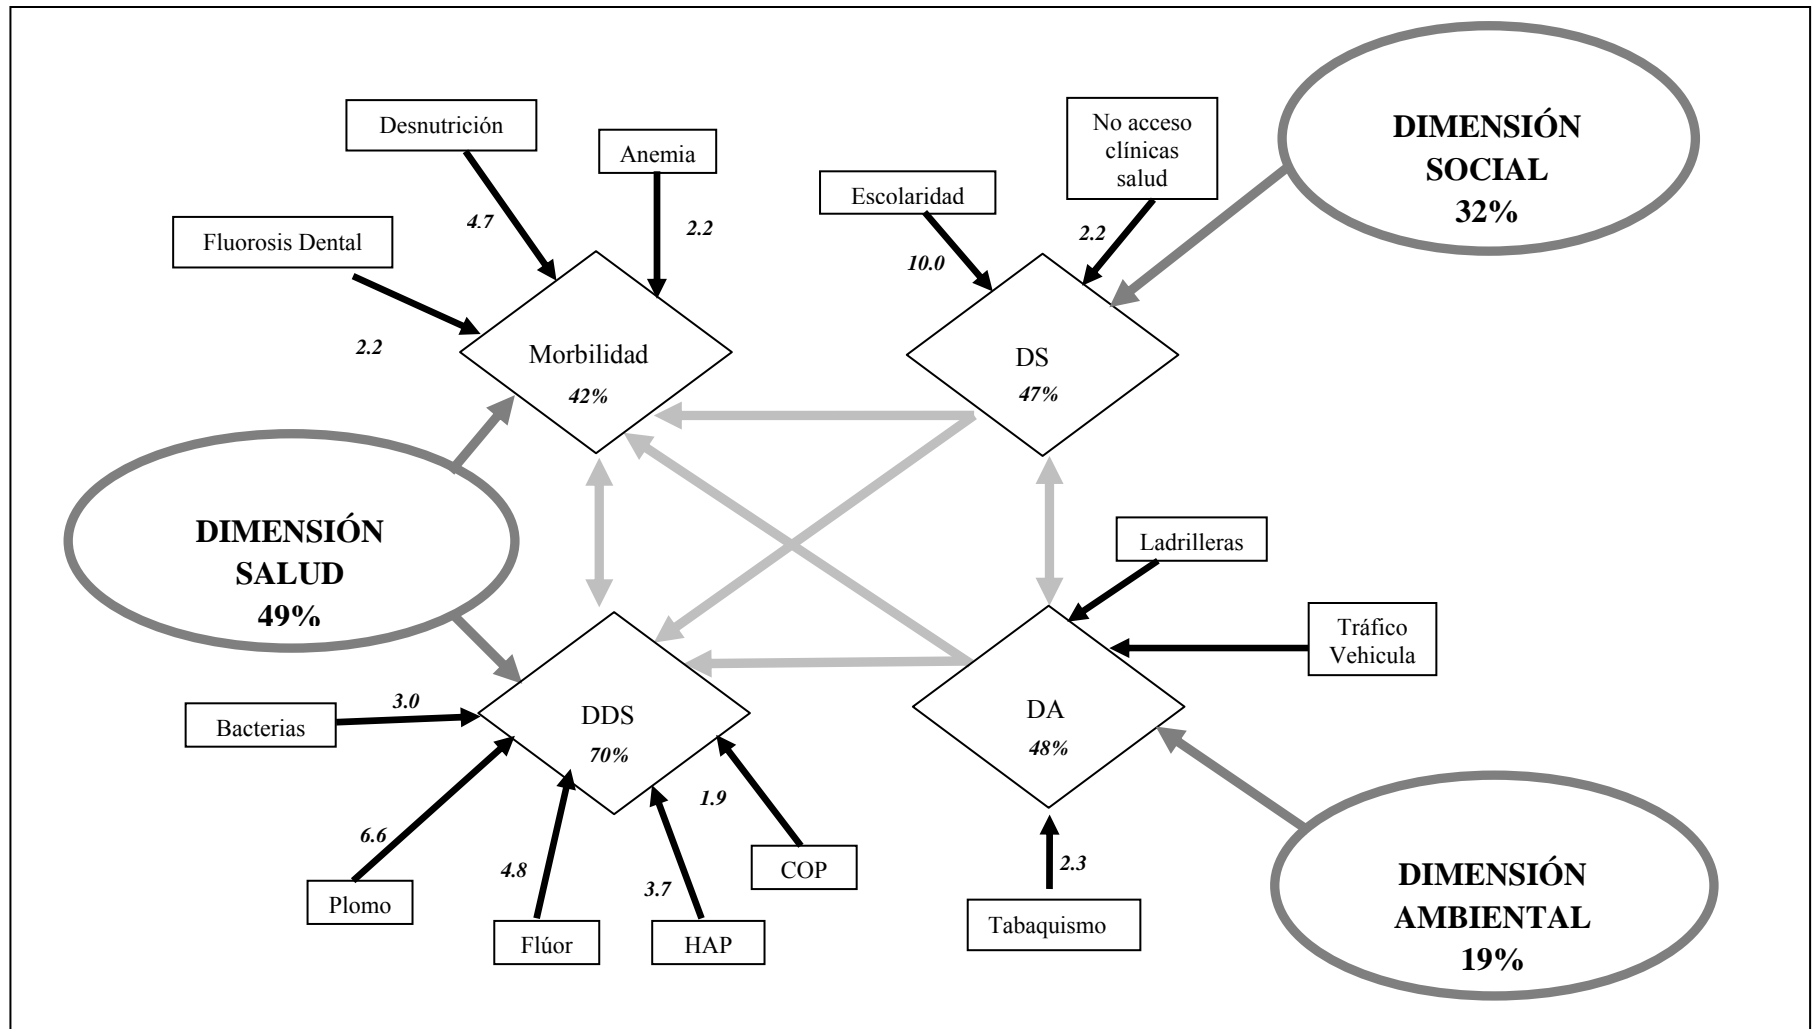 DIMENSIÓN
SOCIAL
32%
Desnutrición
Anemia
No acceso
clínicas
salud
Escolaridad
Fluorosis Dental
4.7
2.2
2.2
10.0
2.2
Morbilidad
42%
DS
47%
DIMENSIÓN
SALUD
49%
Ladrilleras
Tráfico
Vehicula
Bacterias
3.0
DDS
70%
DA
48%
6.6
4.8
3.7
1.9
2.3
Plomo
Flúor
HAP
COP
Tabaquismo
DIMENSIÓN
AMBIENTAL
19%